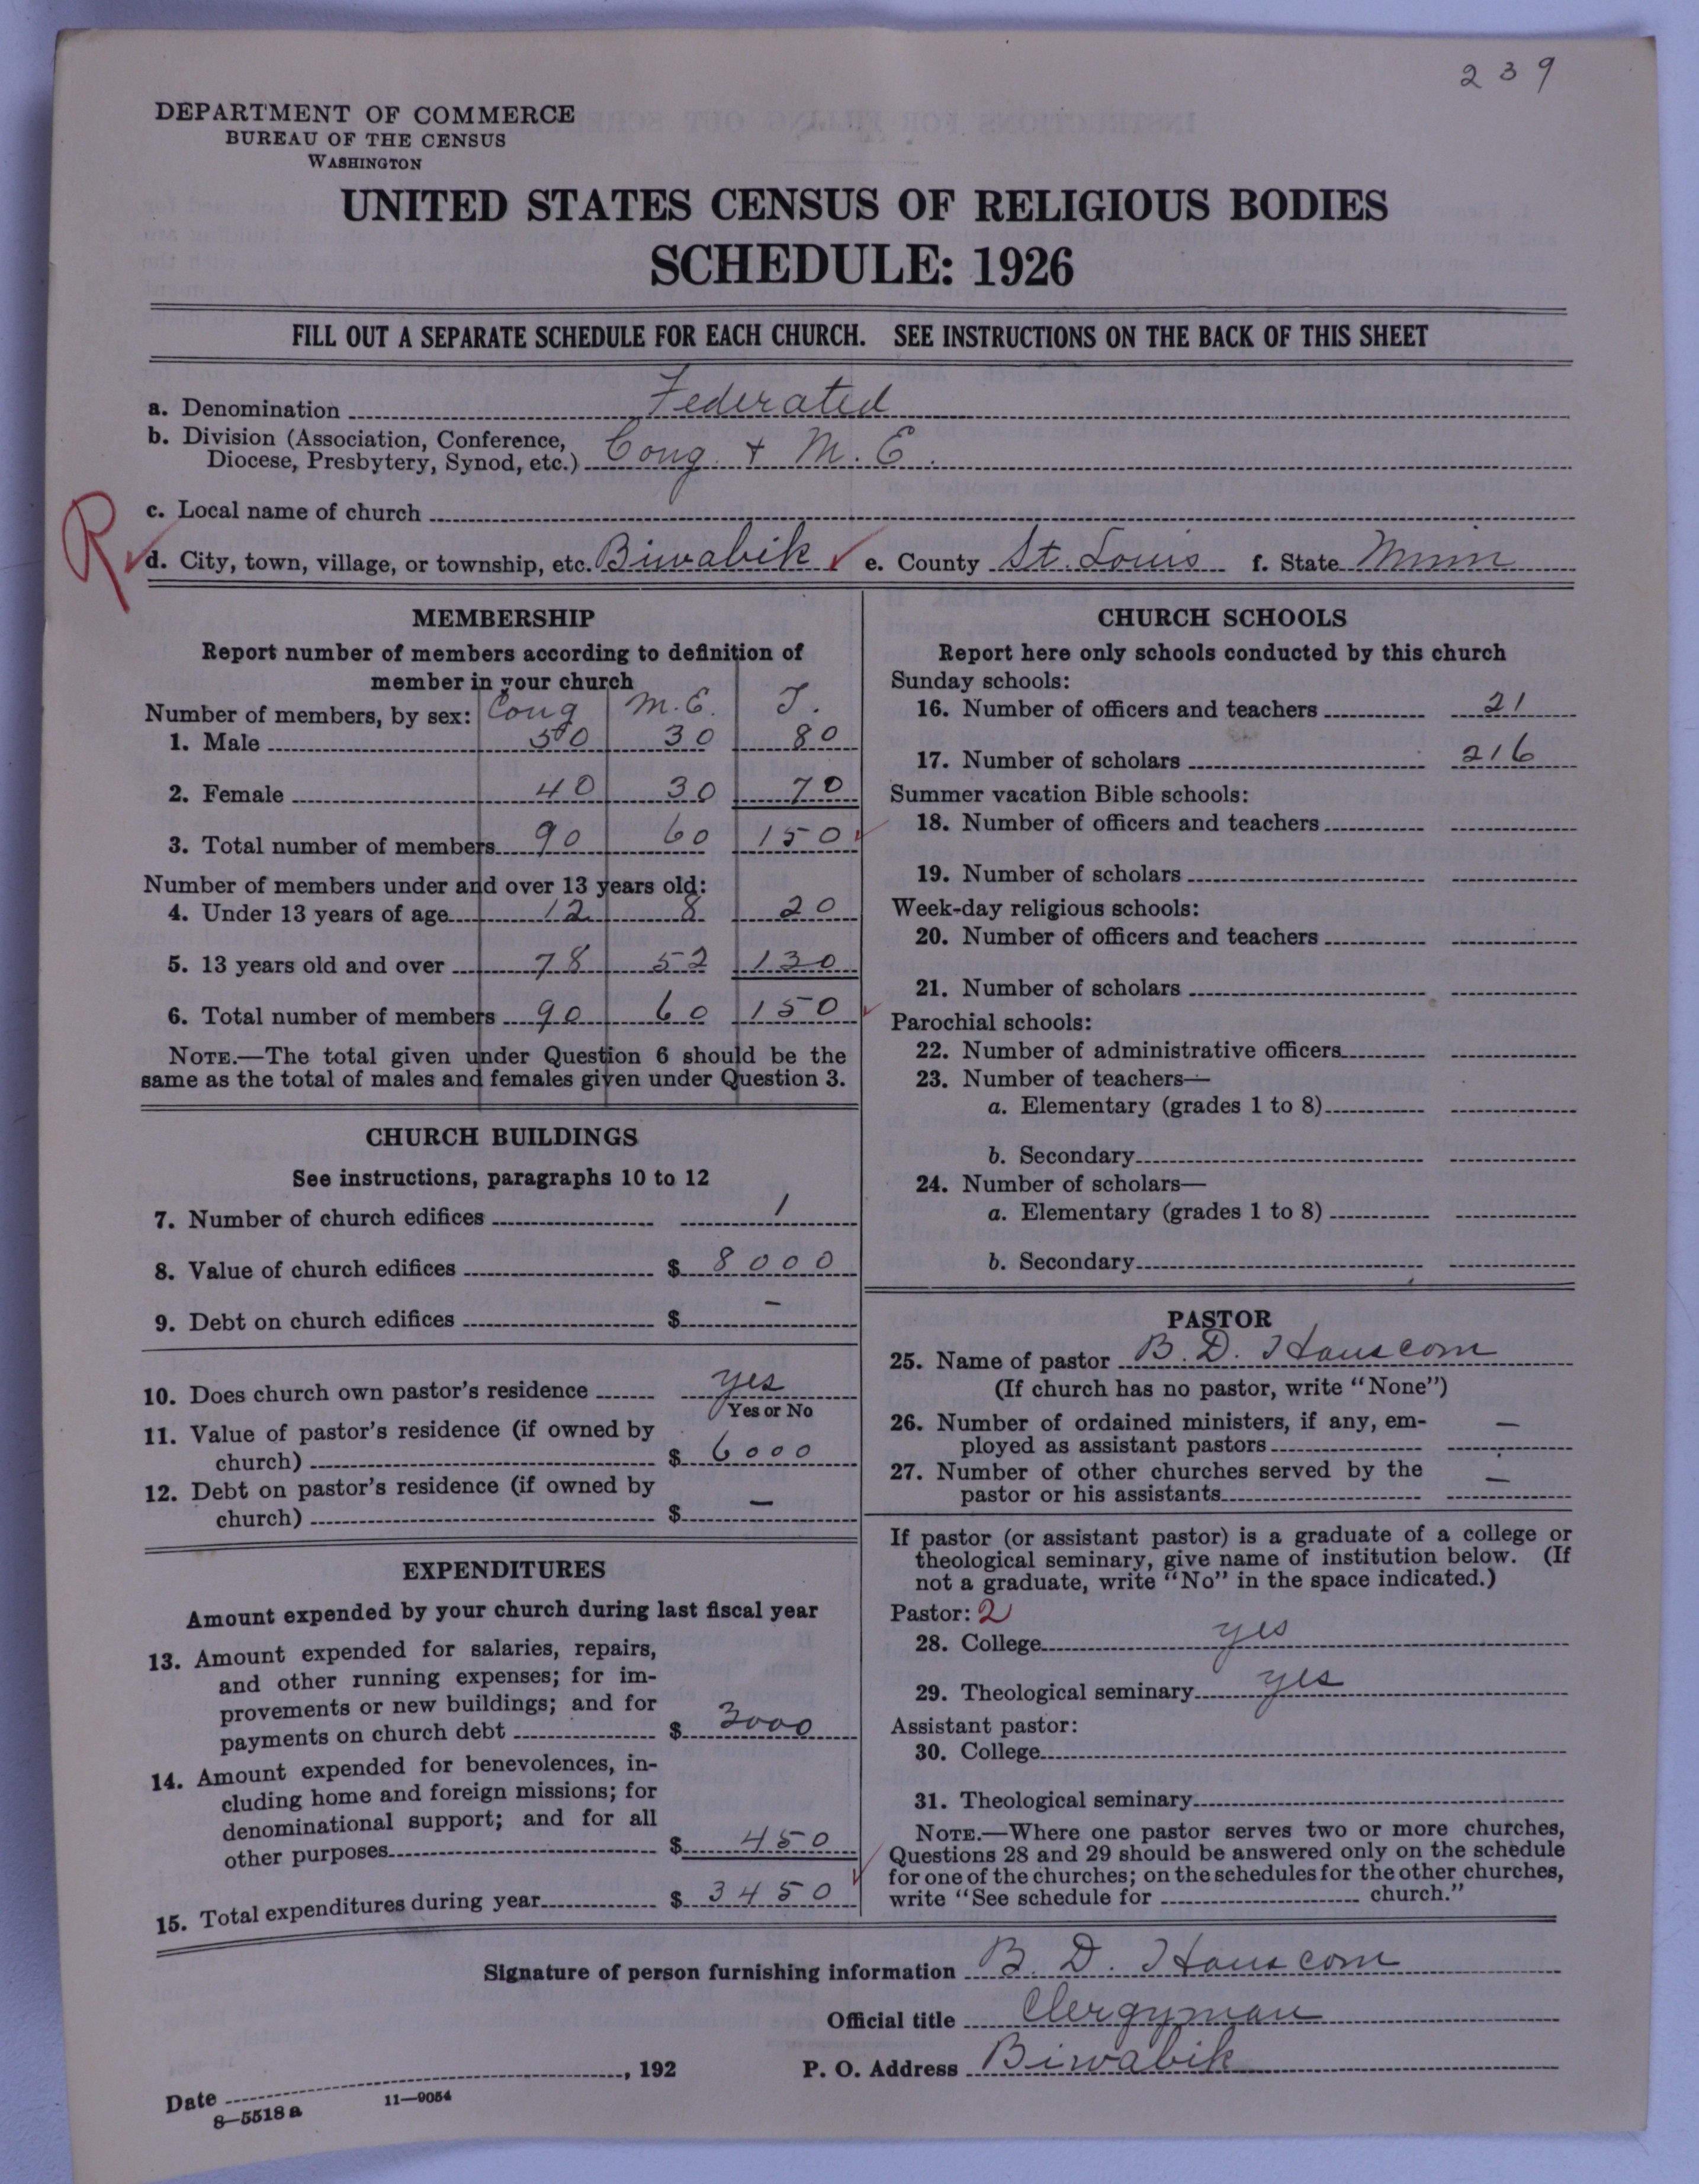 239
DEPARTMENT OF COMMERCE
BUREAU OF THE CENSUS
WASHINGTON
UNITED STATES CENSUS OF RELIGIOUS BODIES
SCHEDULE: 1926
FILL OUT A SEPARATE SCHEDULE FOR EACH CHURCH. SEE INSTRUCTIONS ON THE BACK OF THIS SHEET
a. Denomination Federated
b. Division (Association, Conference,
Diocese, Presbytery, Synod, etc.) Cong. + M.E.
c. Local name of church
R
d. City, town, village, or township, etc. Biwabik e. County St. Louis f. State Minn
MEMBERSHIP
Report number of members according to definition of
member in your church
Number of members, by sex: Cong M.E. T.
1. Male 50 30 80
2. Female 40 30 70
3. Total number of members 90 60 150
Number of members under and over 13 years old:
4. Under 13 years of age 12 8 20
5. 13 years old and over 78 52 130
6. Total number of members 90 60 150
NOTE.—The total given under Question 6 should be the
same as the total of males and females given under Question 3.
CHURCH BUILDINGS
See instructions, paragraphs 10 to 12
7. Number of church edifices 1
8. Value of church edifices $ 8000
9. Debt on church edifices $ –
10. Does church own pastor's residence yes
Yes or No
11. Value of pastor's residence (if owned by
church) $ 6000
12. Debt on pastor's residence (if owned by
church) $ –
EXPENDITURES
Amount expended by your church during last fiscal year
13. Amount expended for salaries, repairs,
and other running expenses; for im-
provements or new buildings; and for
payments on church debt $ 3000
14. Amount expended for benevolences, in-
cluding home and foreign missions; for
denominational support; and for all
other purposes $ 450
15. Total expenditures during year $ 3450
CHURCH SCHOOLS
Report here only schools conducted by this church
Sunday schools:
16. Number of officers and teachers 21
17. Number of scholars 216
Summer vacation Bible schools:
18. Number of officers and teachers
19. Number of scholars
Week-day religious schools:
20. Number of officers and teachers
21. Number of scholars
Parochial schools:
22. Number of administrative officers
23. Number of teachers—
a. Elementary (grades 1 to 8)
b. Secondary
24. Number of scholars—
a. Elementary (grades 1 to 8)
b. Secondary
PASTOR
25. Name of pastor B. D. Hanscom
(If church has no pastor, write "None")
26. Number of ordained ministers, if any, em-
ployed as assistant pastors –
27. Number of other churches served by the
pastor or his assistants –
If pastor (or assistant pastor) is a graduate of a college or
theological seminary, give name of institution below. (If
not a graduate, write "No" in the space indicated.)
Pastor: 2
28. College yes
29. Theological seminary yes
Assistant pastor:
30. College
31. Theological seminary
NOTE.—Where one pastor serves two or more churches,
Questions 28 and 29 should be answered only on the schedule
for one of the churches; on the schedules for the other churches,
write "See schedule for church."
Signature of person furnishing information B. D. Hanscom
Official title Clergyman
Date , 192 P. O. Address Biwabik
8—5518a 11—9054